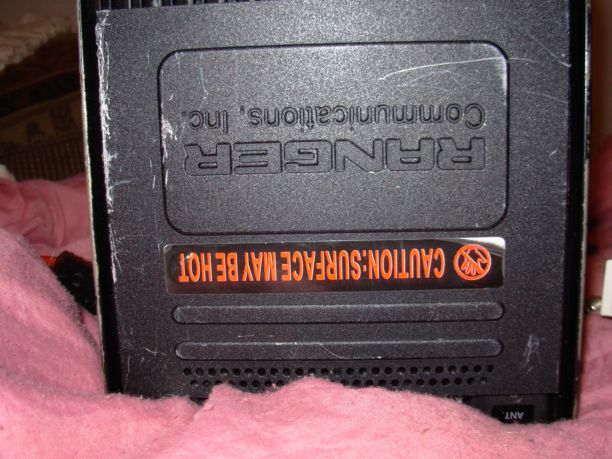 ANT.
CAUTION:SURFACE MAY BE HOT
RANGER
Communications, Inc.